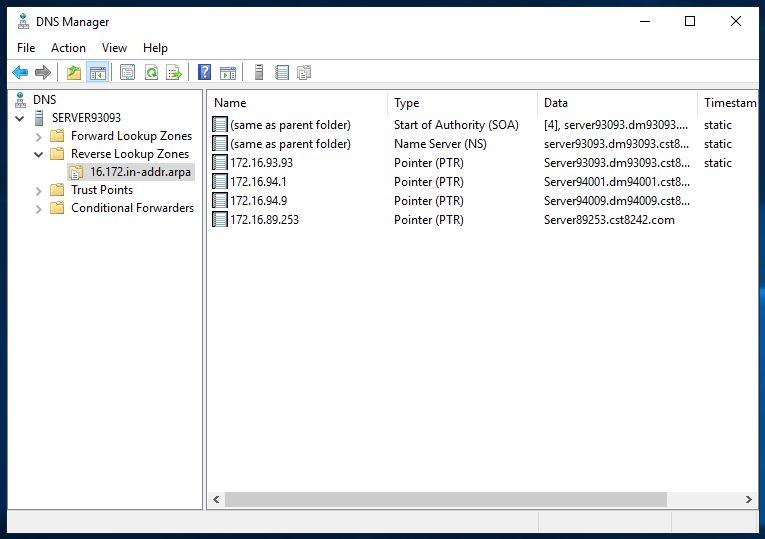 DNS Manager
File Action View Help
DNS
SERVER93093
Forward Lookup Zones
Reverse Lookup Zones
16.172.in-addr.arpa
Trust Points
Conditional Forwarders
Name Type Data Timestam
(same as parent folder) Start of Authority (SOA) [4], server93093.dm93093.... static
(same as parent folder) Name Server (NS) server93093.dm93093.cst8... static
172.16.93.93 Pointer (PTR) Server93093.dm93093.cst8... static
172.16.94.1 Pointer (PTR) Server94001.dm94001.cst8...
172.16.94.9 Pointer (PTR) Server94009.dm94009.cst8...
172.16.89.253 Pointer (PTR) Server89253.cst8242.com